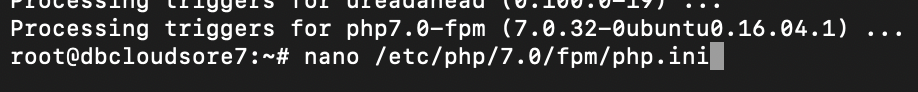 Processing triggers for ureadahead (0.100.0-19) ...
Processing triggers for php7.0-fpm (7.0.32-0ubuntu0.16.04.1) ...
root@dbcloudsore7:~# nano /etc/php/7.0/fpm/php.ini